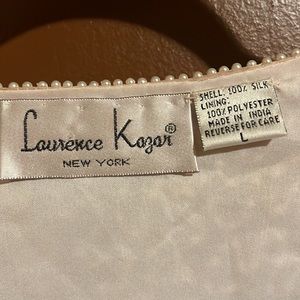 Laurence Kazar®
NEW YORK
SHELL: 100% SILK
LINING:
100% POLYESTER
MADE IN INDIA
REVERSE FOR CARE
L